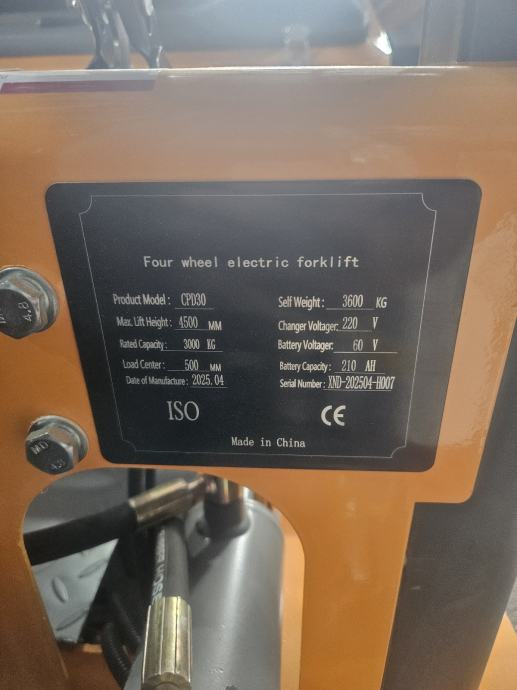 Four wheel electric forklift
Product Model: CPD30
Self Weight: 3600 KG
Max. Lift Height: 4500 MM
Changer Voltager: 220 V
Rated Capacity: 3000 KG
Battery Voltager: 60 V
Load Center: 500 MM
Battery Capacity: 210 AH
Date of Manufacture: 2025.04
Serial Number: XND-202504-H007
ISO
CE
Made in China
4.8